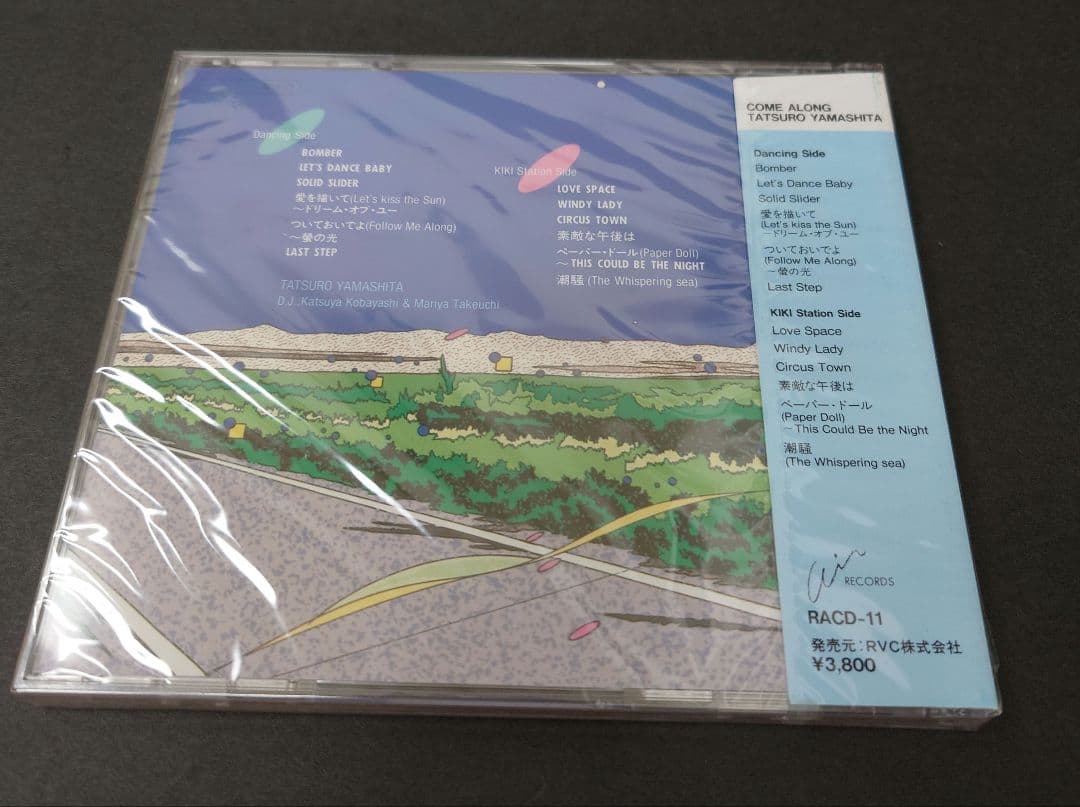 Dancing Side
BOMBER
LET'S DANCE BABY
SOLID SLIDER
愛を描いて(Let's kiss the Sun)
〜ドリーム・オブ・ユー
ついておいでよ(Follow Me Along)
〜螢の光
LAST STEP
TATSURO YAMASHITA
D.J.:Katsuya Kobayashi & Mariya Takeuchi
KIKI Station Side
LOVE SPACE
WINDY LADY
CIRCUS TOWN
素敵な午後は
ペーパー・ドール(Paper Doll)
〜THIS COULD BE THE NIGHT
潮騒(The Whispering sea)
COME ALONG
TATSURO YAMASHITA
Dancing Side
Bomber
Let's Dance Baby
Solid Slider
愛を描いて
(Let's kiss the Sun)
〜ドリーム・オブ・ユー
ついておいでよ
(Follow Me Along)
〜螢の光
Last Step
KIKI Station Side
Love Space
Windy Lady
Circus Town
素敵な午後は
ペーパー・ドール
(Paper Doll)
〜This Could Be the Night
潮騒
(The Whispering sea)
Air RECORDS
RACD-11
発売元:RVC株式会社
¥3,800